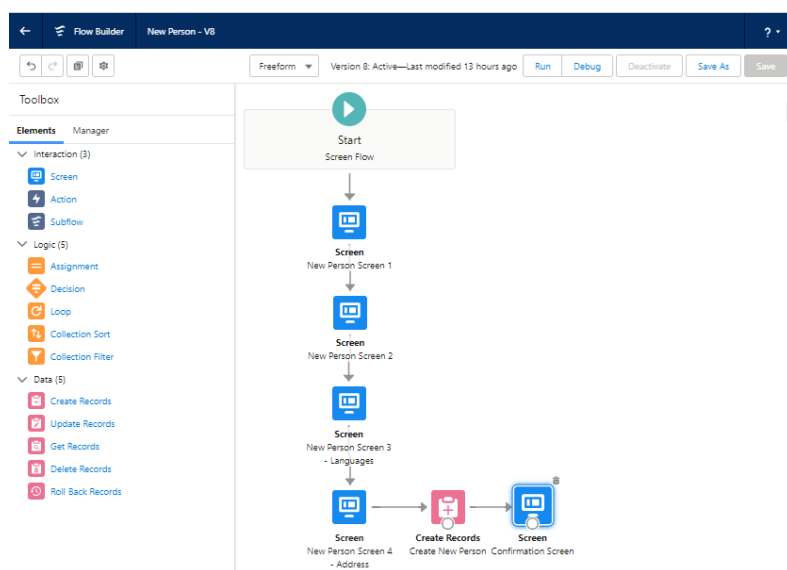 Flow Builder New Person - V8 ?
Freeform Version 8: Active—Last modified 13 hours ago Run Debug Deactivate Save As Save
Toolbox
Elements Manager
Interaction (3)
Screen
Action
Subflow
Logic (5)
Assignment
Decision
Loop
Collection Sort
Collection Filter
Data (5)
Create Records
Update Records
Get Records
Delete Records
Roll Back Records
Start
Screen Flow
Screen
New Person Screen 1
Screen
New Person Screen 2
Screen
New Person Screen 3
- Languages
Screen
New Person Screen 4
- Address
Create Records
Create New Person
Screen
Confirmation Screen